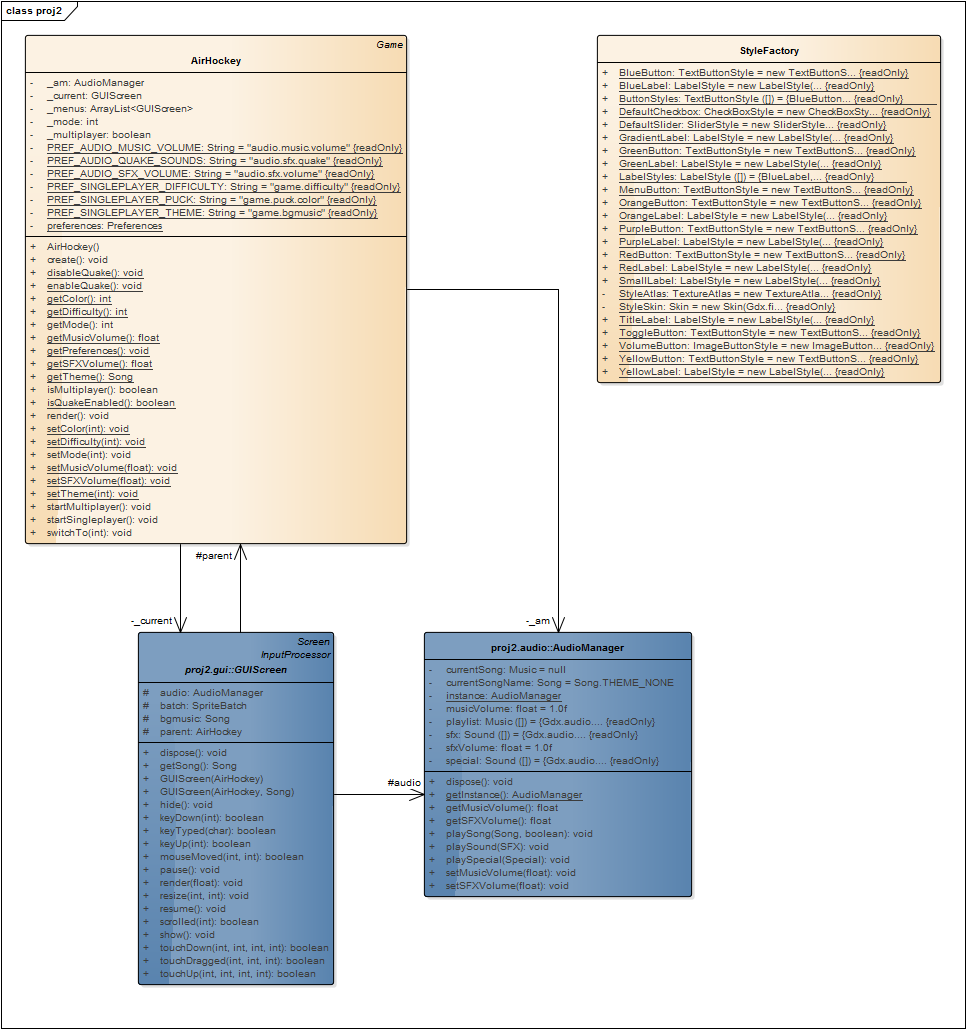 class proj2
Game
AirHockey
- _am: AudioManager
- _current: GUIScreen
- _menus: ArrayList<GUIScreen>
- _mode: int
- _multiplayer: boolean
- PREF_AUDIO_MUSIC_VOLUME: String = "audio.music.volume" {readOnly}
- PREF_AUDIO_QUAKE_SOUNDS: String = "audio.sfx.quake" {readOnly}
- PREF_AUDIO_SFX_VOLUME: String = "audio.sfx.volume" {readOnly}
- PREF_SINGLEPLAYER_DIFFICULTY: String = "game.difficulty" {readOnly}
- PREF_SINGLEPLAYER_PUCK: String = "game.puck.color" {readOnly}
- PREF_SINGLEPLAYER_THEME: String = "game.bgmusic" {readOnly}
- preferences: Preferences
+ AirHockey()
+ create(): void
+ disableQuake(): void
+ enableQuake(): void
+ getColor(): int
+ getDifficulty(): int
+ getMode(): int
+ getMusicVolume(): float
+ getPreferences(): void
+ getSFXVolume(): float
+ getTheme(): Song
+ isMultiplayer(): boolean
+ isQuakeEnabled(): boolean
+ render(): void
+ setColor(int): void
+ setDifficulty(int): void
+ setMode(int): void
+ setMusicVolume(float): void
+ setSFXVolume(float): void
+ setTheme(int): void
+ startMultiplayer(): void
+ startSingleplayer(): void
+ switchTo(int): void
StyleFactory
+ BlueButton: TextButtonStyle = new TextButtonS... {readOnly}
+ BlueLabel: LabelStyle = new LabelStyle(... {readOnly}
+ ButtonStyles: TextButtonStyle ([]) = {BlueButton... {readOnly}
+ DefaultCheckbox: CheckBoxStyle = new CheckBoxSty... {readOnly}
+ DefaultSlider: SliderStyle = new SliderStyle... {readOnly}
+ GradientLabel: LabelStyle = new LabelStyle(... {readOnly}
+ GreenButton: TextButtonStyle = new TextButtonS... {readOnly}
+ GreenLabel: LabelStyle = new LabelStyle(... {readOnly}
+ LabelStyles: LabelStyle ([]) = {BlueLabel,... {readOnly}
+ MenuButton: TextButtonStyle = new TextButtonS... {readOnly}
+ OrangeButton: TextButtonStyle = new TextButtonS... {readOnly}
+ OrangeLabel: LabelStyle = new LabelStyle(... {readOnly}
+ PurpleButton: TextButtonStyle = new TextButtonS... {readOnly}
+ PurpleLabel: LabelStyle = new LabelStyle(... {readOnly}
+ RedButton: TextButtonStyle = new TextButtonS... {readOnly}
+ RedLabel: LabelStyle = new LabelStyle(... {readOnly}
+ SmallLabel: LabelStyle = new LabelStyle(... {readOnly}
- StyleAtlas: TextureAtlas = new TextureAtla... {readOnly}
- StyleSkin: Skin = new Skin(Gdx.fi... {readOnly}
+ TitleLabel: LabelStyle = new LabelStyle(... {readOnly}
+ ToggleButton: TextButtonStyle = new TextButtonS... {readOnly}
+ VolumeButton: ImageButtonStyle = new ImageButton... {readOnly}
+ YellowButton: TextButtonStyle = new TextButtonS... {readOnly}
+ YellowLabel: LabelStyle = new LabelStyle(... {readOnly}
#parent
-_current
-_am
Screen
InputProcessor
proj2.gui::GUIScreen
# audio: AudioManager
# batch: SpriteBatch
# bgmusic: Song
# parent: AirHockey
+ dispose(): void
+ getSong(): Song
+ GUIScreen(AirHockey)
+ GUIScreen(AirHockey, Song)
+ hide(): void
+ keyDown(int): boolean
+ keyTyped(char): boolean
+ keyUp(int): boolean
+ mouseMoved(int, int): boolean
+ pause(): void
+ render(float): void
+ resize(int, int): void
+ resume(): void
+ scrolled(int): boolean
+ show(): void
+ touchDown(int, int, int, int): boolean
+ touchDragged(int, int, int): boolean
+ touchUp(int, int, int, int): boolean
#audio
proj2.audio::AudioManager
- currentSong: Music = null
- currentSongName: Song = Song.THEME_NONE
- instance: AudioManager
- musicVolume: float = 1.0f
- playlist: Music ([]) = {Gdx.audio.... {readOnly}
- sfx: Sound ([]) = {Gdx.audio.... {readOnly}
- sfxVolume: float = 1.0f
- special: Sound ([]) = {Gdx.audio.... {readOnly}
+ dispose(): void
+ getInstance(): AudioManager
+ getMusicVolume(): float
+ getSFXVolume(): float
+ playSong(Song, boolean): void
+ playSound(SFX): void
+ playSpecial(Special): void
+ setMusicVolume(float): void
+ setSFXVolume(float): void